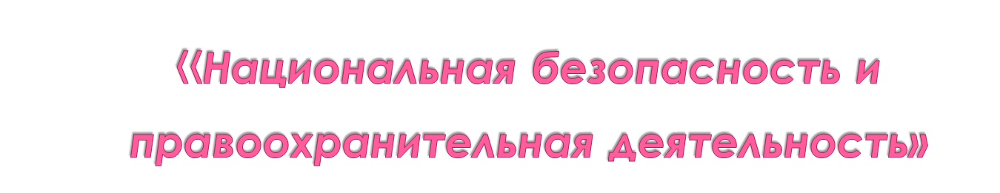 «Национальная безопасность и
правоохранительная деятельность»